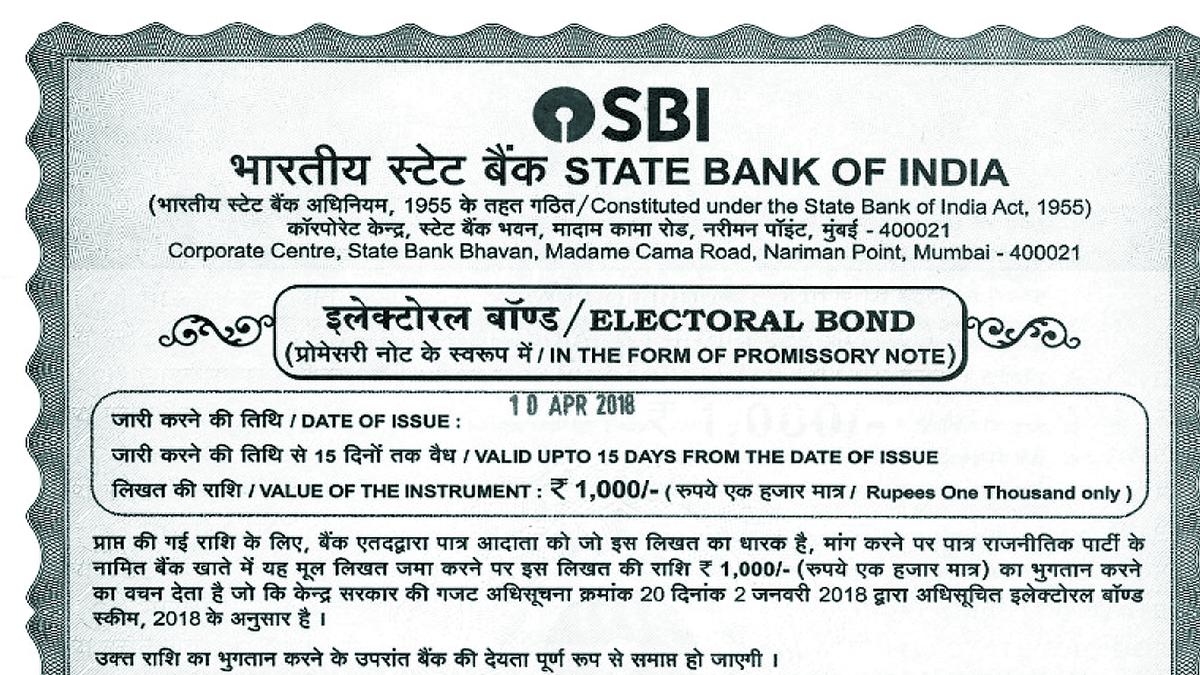 SBI
भारतीय स्टेट बैंक STATE BANK OF INDIA
(भारतीय स्टेट बैंक अधिनियम, 1955 के तहत गठित/Constituted under the State Bank of India Act, 1955)
कॉरपोरेट केन्द्र, स्टेट बैंक भवन, मादाम कामा रोड, नरीमन पॉइंट, मुंबई - 400021
Corporate Centre, State Bank Bhavan, Madame Cama Road, Nariman Point, Mumbai - 400021
इलेक्टोरल बॉण्ड/ELECTORAL BOND
(प्रोमेसरी नोट के स्वरूप में/ IN THE FORM OF PROMISSORY NOTE)
10 APR 2018
जारी करने की तिथि / DATE OF ISSUE :
जारी करने की तिथि से 15 दिनों तक वैध / VALID UPTO 15 DAYS FROM THE DATE OF ISSUE
लिखत की राशि / VALUE OF THE INSTRUMENT : ₹ 1,000/- ( रुपये एक हजार मात्र / Rupees One Thousand only )
प्राप्त की गई राशि के लिए, बैंक एतदद्वारा पात्र आदाता को जो इस लिखत का धारक है, मांग करने पर पात्र राजनीतिक पार्टी के
नामित बैंक खाते में यह मूल लिखत जमा करने पर इस लिखत की राशि ₹ 1,000/- (रुपये एक हजार मात्र) का भुगतान करने
का वचन देता है जो कि केन्द्र सरकार की गजट अधिसूचना क्रमांक 20 दिनांक 2 जनवरी 2018 द्वारा अधिसूचित इलेक्टोरल बॉण्ड
स्कीम, 2018 के अनुसार है ।
उक्त राशि का भुगतान करने के उपरांत बैंक की देयता पूर्ण रूप से समाप्त हो जाएगी ।